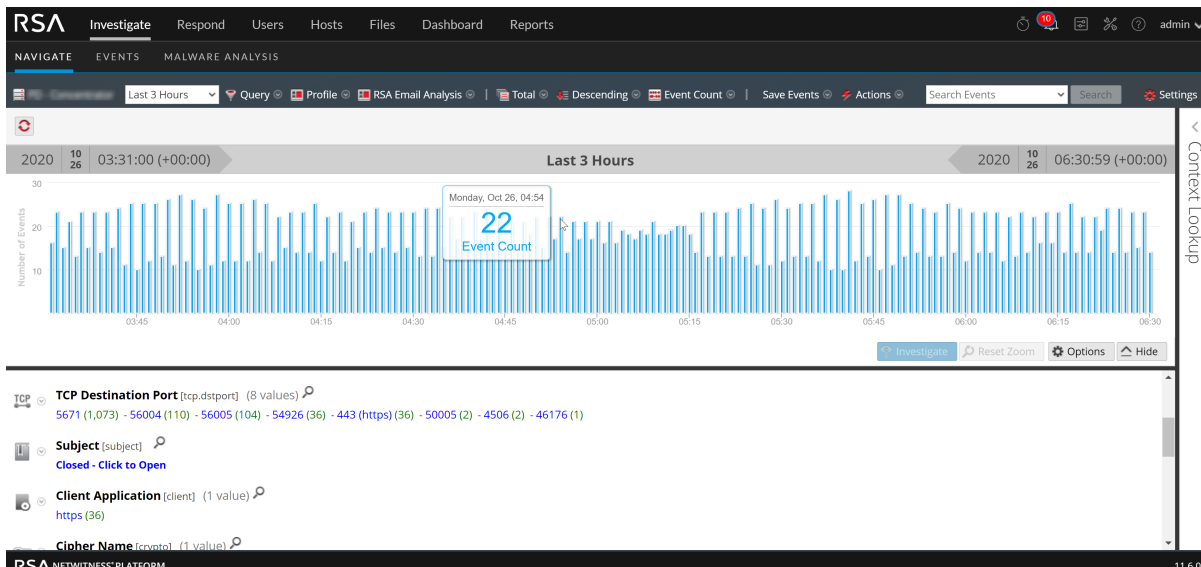 RSA Investigate Respond Users Hosts Files Dashboard Reports 10 admin
NAVIGATE EVENTS MALWARE ANALYSIS
Last 3 Hours Query Profile RSA Email Analysis | Total Descending Event Count | Save Events Actions Search Events Search Settings
2020 10 26 03:31:00 (+00:00) Last 3 Hours 2020 10 26 06:30:59 (+00:00)
Context Lookup
Number of Events
30
20
10
Monday, Oct 26, 04:54
22
Event Count
03:45 04:00 04:15 04:30 04:45 05:00 05:15 05:30 05:45 06:00 06:15 06:30
Investigate Reset Zoom Options Hide
TCP TCP Destination Port [tcp.dstport] (8 values)
5671 (1,073) - 56004 (110) - 56005 (104) - 54926 (36) - 443 (https) (36) - 50005 (2) - 4506 (2) - 46176 (1)
Subject [subject]
Closed - Click to Open
Client Application [client] (1 value)
https (36)
Cipher Name [crypto] (1 value)
RSA NETWITNESS® PLATFORM